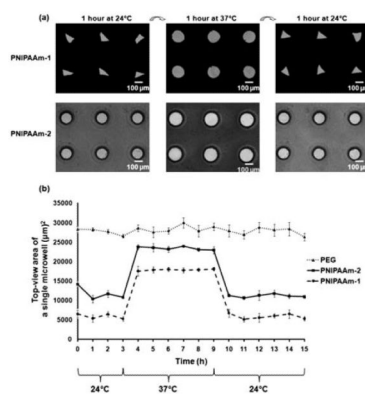 (a)
1 hour at 24°C
1 hour at 37°C
1 hour at 24°C
PNIPAAm-1
100 μm
100 μm
100 μm
PNIPAAm-2
100 μm
100 μm
100 μm
(b)
Top-view area of
a single microwell (μm)²
35000
30000
25000
20000
15000
10000
5000
0
PEG
PNIPAAm-2
PNIPAAm-1
0 1 2 3 4 5 6 7 8 9 10 11 12 13 14 15
Time (h)
24°C
37°C
24°C